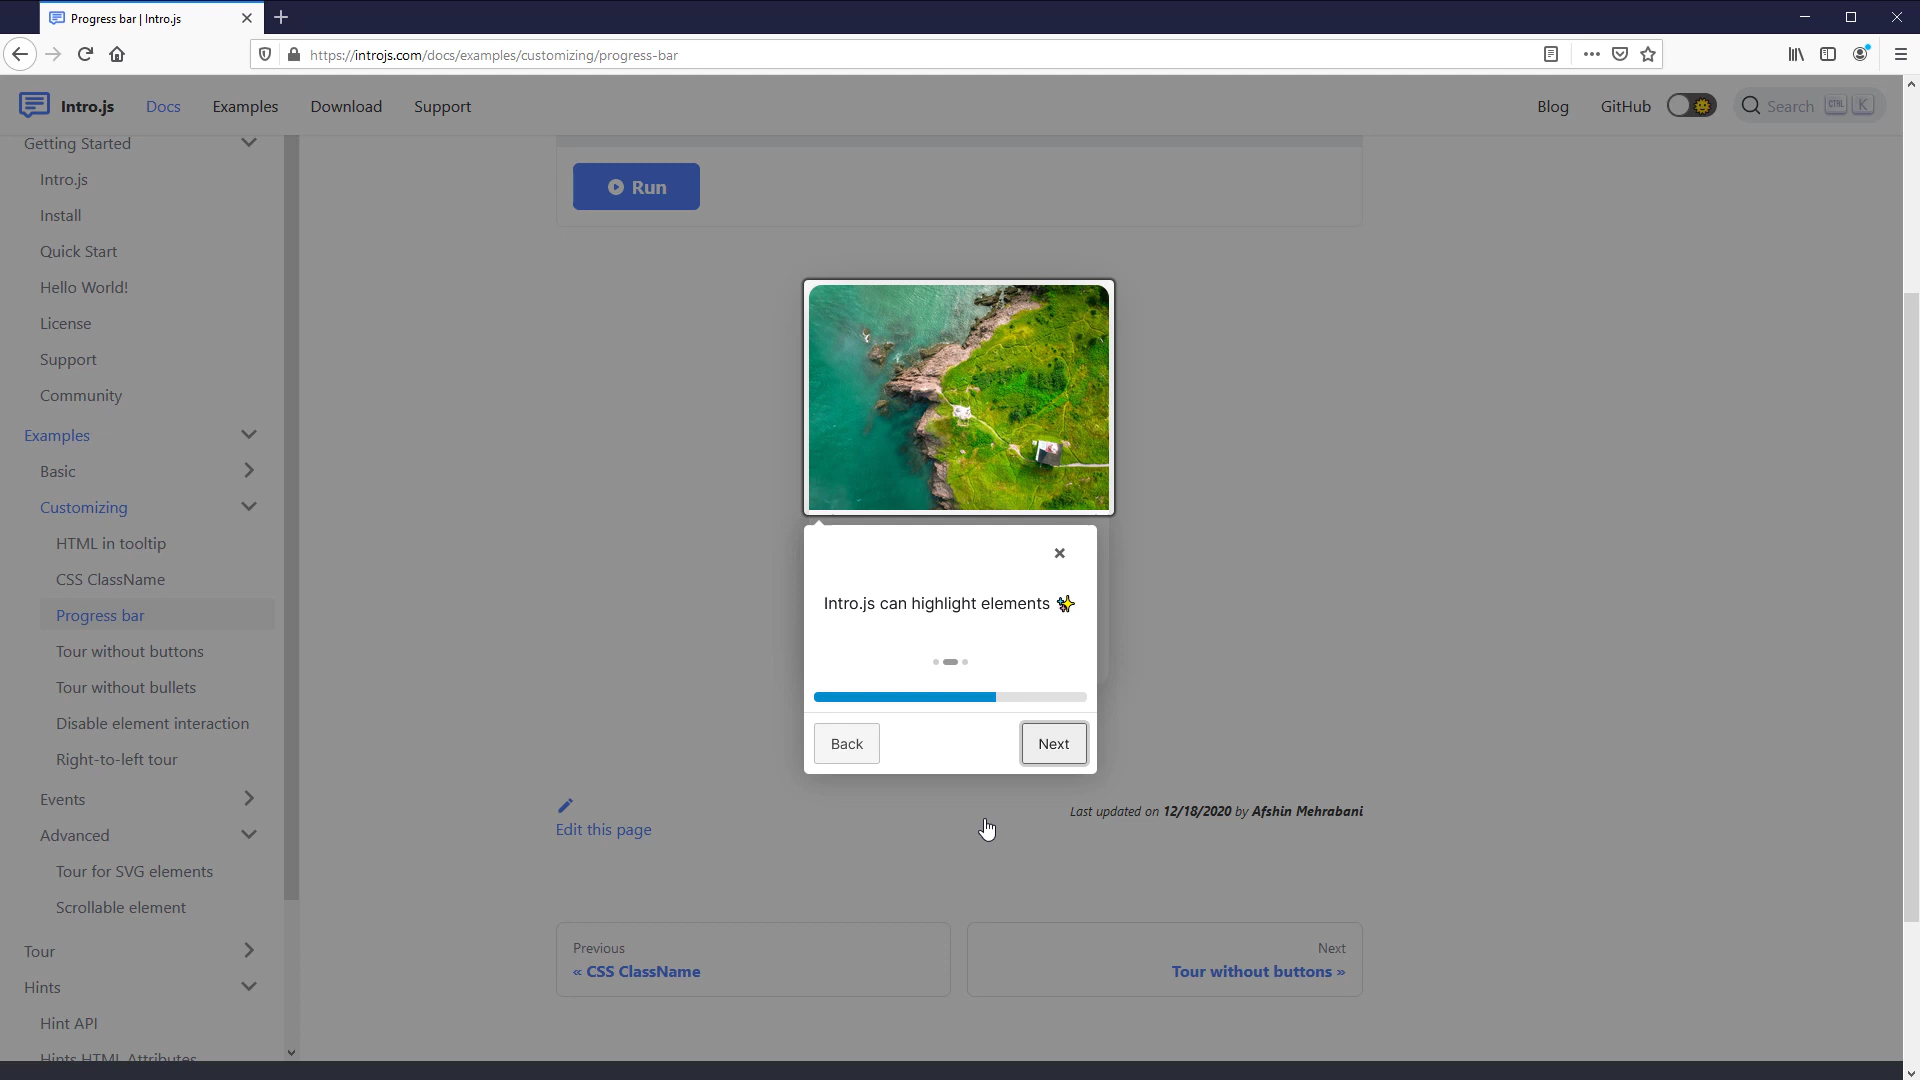 Progress bar | Intro.js
https://introjs.com/docs/examples/customizing/progress-bar
Intro.js
Docs
Examples
Download
Support
Blog
GitHub
Search
CTRL
K
Getting Started
Intro.js
Install
Quick Start
Hello World!
License
Support
Community
Examples
Basic
Customizing
HTML in tooltip
CSS ClassName
Progress bar
Tour without buttons
Tour without bullets
Disable element interaction
Right-to-left tour
Events
Advanced
Tour for SVG elements
Scrollable element
Tour
Hints
Hint API
Hints HTML Attributes
Run
Intro.js can highlight elements ✨
Back
Next
Edit this page
Last updated on 12/18/2020 by Afshin Mehrabani
Previous
« CSS ClassName
Next
Tour without buttons »